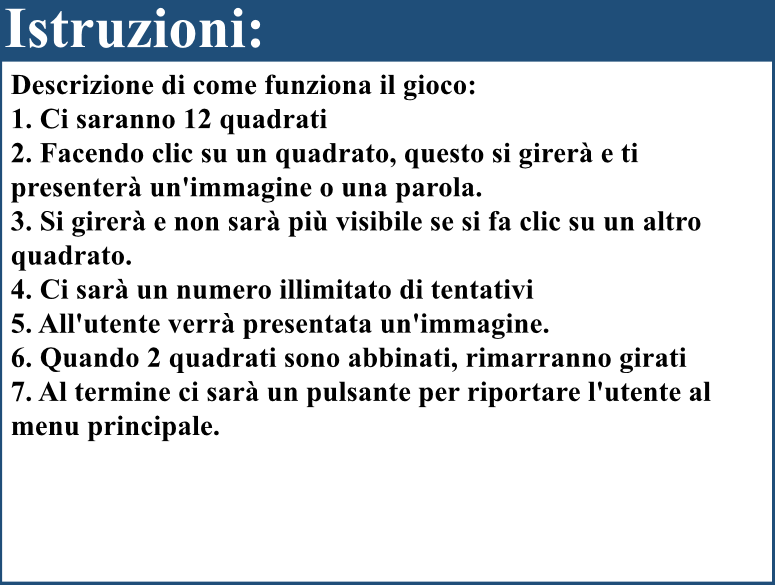 Istruzioni:
Descrizione di come funziona il gioco:
1. Ci saranno 12 quadrati
2. Facendo clic su un quadrato, questo si girerà e ti
presenterà un'immagine o una parola.
3. Si girerà e non sarà più visibile se si fa clic su un altro
quadrato.
4. Ci sarà un numero illimitato di tentativi
5. All'utente verrà presentata un'immagine.
6. Quando 2 quadrati sono abbinati, rimarranno girati
7. Al termine ci sarà un pulsante per riportare l'utente al
menu principale.